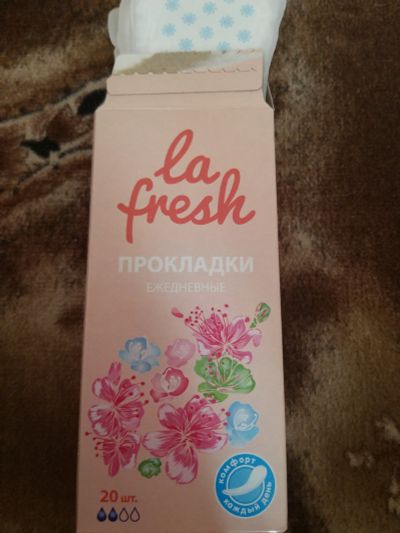 la
fresh
ПРОКЛАДКИ
ЕЖЕДНЕВНЫЕ
20 шт.
комфорт
каждый день